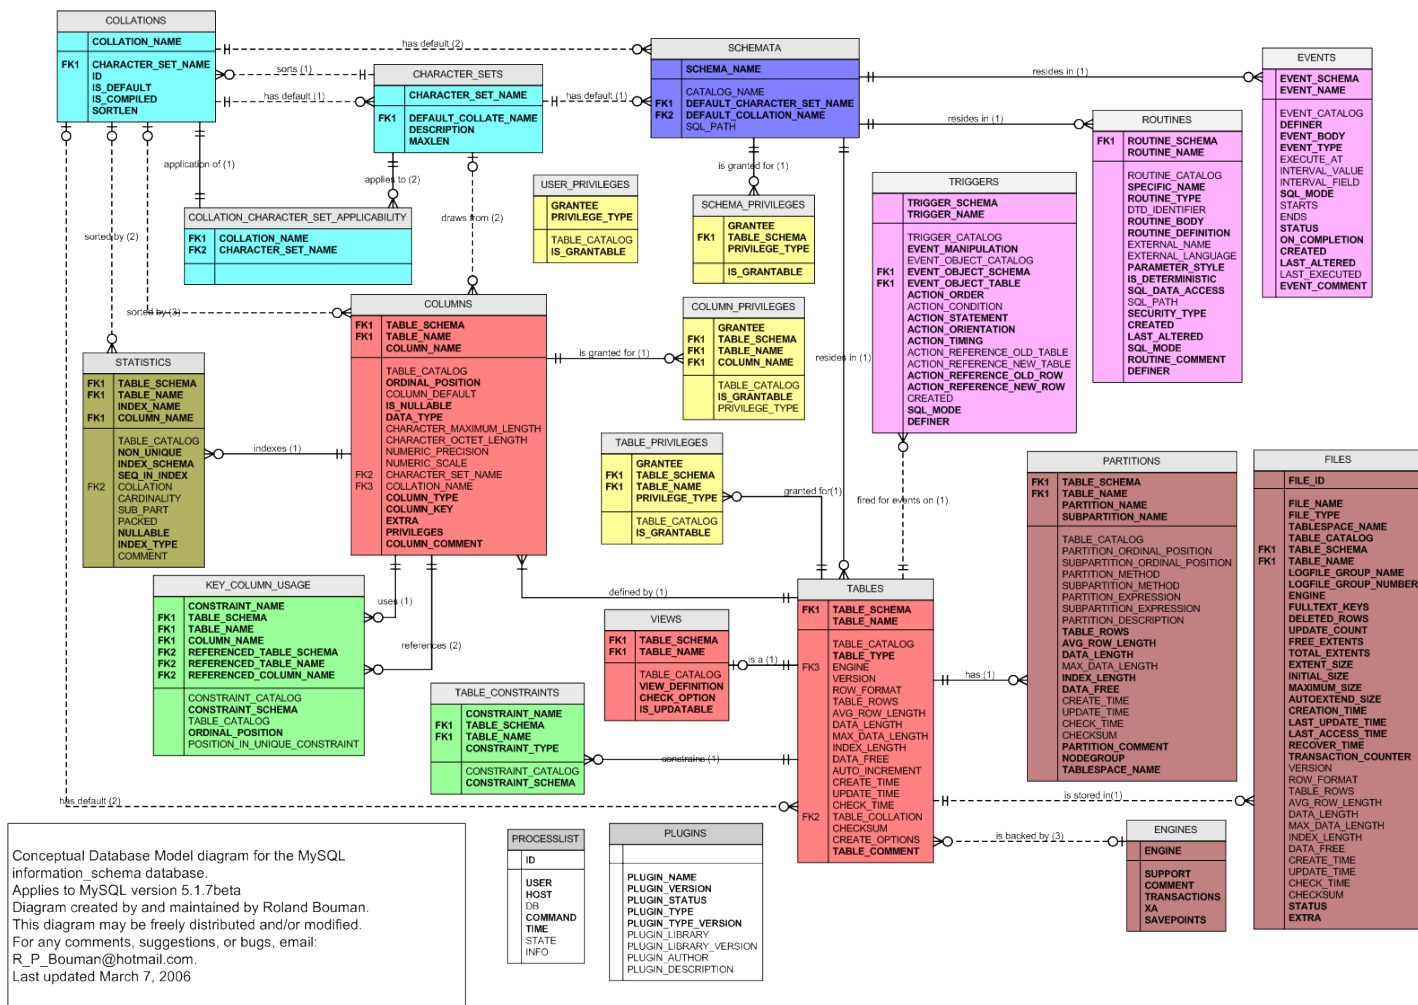 COLLATIONS
COLLATION_NAME
FK1 CHARACTER_SET_NAME
ID
IS_DEFAULT
IS_COMPILED
SORTLEN
has default (2)
sorts (1)
has default (1)
CHARACTER_SETS
CHARACTER_SET_NAME
FK1 DEFAULT_COLLATE_NAME
DESCRIPTION
MAXLEN
has default (1)
SCHEMATA
SCHEMA_NAME
CATALOG_NAME
FK1 DEFAULT_CHARACTER_SET_NAME
FK2 DEFAULT_COLLATION_NAME
SQL_PATH
resides in (1)
resides in (1)
EVENTS
EVENT_SCHEMA
EVENT_NAME
EVENT_CATALOG
DEFINER
EVENT_BODY
EVENT_TYPE
EXECUTE_AT
INTERVAL_VALUE
INTERVAL_FIELD
SQL_MODE
STARTS
ENDS
STATUS
ON_COMPLETION
CREATED
LAST_ALTERED
LAST_EXECUTED
EVENT_COMMENT
ROUTINES
FK1 ROUTINE_SCHEMA
ROUTINE_NAME
ROUTINE_CATALOG
SPECIFIC_NAME
ROUTINE_TYPE
DTD_IDENTIFIER
ROUTINE_BODY
ROUTINE_DEFINITION
EXTERNAL_NAME
EXTERNAL_LANGUAGE
PARAMETER_STYLE
IS_DETERMINISTIC
SQL_DATA_ACCESS
SQL_PATH
SECURITY_TYPE
CREATED
LAST_ALTERED
SQL_MODE
ROUTINE_COMMENT
DEFINER
application of (1)
applies to (2)
draws from (2)
is granted for (1)
COLLATION_CHARACTER_SET_APPLICABILITY
FK1 COLLATION_NAME
FK2 CHARACTER_SET_NAME
USER_PRIVILEGES
GRANTEE
PRIVILEGE_TYPE
TABLE_CATALOG
IS_GRANTABLE
SCHEMA_PRIVILEGES
GRANTEE
FK1 TABLE_SCHEMA
PRIVILEGE_TYPE
IS_GRANTABLE
TRIGGERS
TRIGGER_SCHEMA
TRIGGER_NAME
TRIGGER_CATALOG
EVENT_MANIPULATION
EVENT_OBJECT_CATALOG
FK1 EVENT_OBJECT_SCHEMA
FK1 EVENT_OBJECT_TABLE
ACTION_ORDER
ACTION_CONDITION
ACTION_STATEMENT
ACTION_ORIENTATION
ACTION_TIMING
ACTION_REFERENCE_OLD_TABLE
ACTION_REFERENCE_NEW_TABLE
ACTION_REFERENCE_OLD_ROW
ACTION_REFERENCE_NEW_ROW
CREATED
SQL_MODE
DEFINER
sorted by (2)
sorted by (3)
COLUMNS
FK1 TABLE_SCHEMA
FK1 TABLE_NAME
COLUMN_NAME
TABLE_CATALOG
ORDINAL_POSITION
COLUMN_DEFAULT
IS_NULLABLE
DATA_TYPE
CHARACTER_MAXIMUM_LENGTH
CHARACTER_OCTET_LENGTH
NUMERIC_PRECISION
NUMERIC_SCALE
FK2 CHARACTER_SET_NAME
FK3 COLLATION_NAME
COLUMN_TYPE
COLUMN_KEY
EXTRA
PRIVILEGES
COLUMN_COMMENT
is granted for (1)
COLUMN_PRIVILEGES
GRANTEE
FK1 TABLE_SCHEMA
FK1 TABLE_NAME
FK1 COLUMN_NAME
TABLE_CATALOG
IS_GRANTABLE
PRIVILEGE_TYPE
resides in (1)
STATISTICS
FK1 TABLE_SCHEMA
FK1 TABLE_NAME
INDEX_NAME
FK1 COLUMN_NAME
TABLE_CATALOG
NON_UNIQUE
INDEX_SCHEMA
SEQ_IN_INDEX
FK2 COLLATION
CARDINALITY
SUB_PART
PACKED
NULLABLE
INDEX_TYPE
COMMENT
indexes (1)
TABLE_PRIVILEGES
GRANTEE
FK1 TABLE_SCHEMA
FK1 TABLE_NAME
PRIVILEGE_TYPE
TABLE_CATALOG
IS_GRANTABLE
granted for(1)
fired for events on (1)
PARTITIONS
FK1 TABLE_SCHEMA
FK1 TABLE_NAME
PARTITION_NAME
SUBPARTITION_NAME
TABLE_CATALOG
PARTITION_ORDINAL_POSITION
SUBPARTITION_ORDINAL_POSITION
PARTITION_METHOD
SUBPARTITION_METHOD
PARTITION_EXPRESSION
SUBPARTITION_EXPRESSION
PARTITION_DESCRIPTION
TABLE_ROWS
AVG_ROW_LENGTH
DATA_LENGTH
MAX_DATA_LENGTH
INDEX_LENGTH
DATA_FREE
CREATE_TIME
UPDATE_TIME
CHECK_TIME
CHECKSUM
PARTITION_COMMENT
NODEGROUP
TABLESPACE_NAME
FILES
FILE_ID
FILE_NAME
FILE_TYPE
TABLESPACE_NAME
TABLE_CATALOG
FK1 TABLE_SCHEMA
FK1 TABLE_NAME
LOGFILE_GROUP_NAME
LOGFILE_GROUP_NUMBER
ENGINE
FULLTEXT_KEYS
DELETED_ROWS
UPDATE_COUNT
FREE_EXTENTS
TOTAL_EXTENTS
EXTENT_SIZE
INITIAL_SIZE
MAXIMUM_SIZE
AUTOEXTEND_SIZE
CREATION_TIME
LAST_UPDATE_TIME
LAST_ACCESS_TIME
RECOVER_TIME
TRANSACTION_COUNTER
VERSION
ROW_FORMAT
TABLE_ROWS
AVG_ROW_LENGTH
DATA_LENGTH
MAX_DATA_LENGTH
INDEX_LENGTH
DATA_FREE
CREATE_TIME
UPDATE_TIME
CHECK_TIME
CHECKSUM
STATUS
EXTRA
KEY_COLUMN_USAGE
CONSTRAINT_NAME
FK1 TABLE_SCHEMA
FK1 TABLE_NAME
FK1 COLUMN_NAME
FK2 REFERENCED_TABLE_SCHEMA
FK2 REFERENCED_TABLE_NAME
FK2 REFERENCED_COLUMN_NAME
CONSTRAINT_CATALOG
CONSTRAINT_SCHEMA
TABLE_CATALOG
ORDINAL_POSITION
POSITION_IN_UNIQUE_CONSTRAINT
uses (1)
references (2)
defined by (1)
VIEWS
FK1 TABLE_SCHEMA
FK1 TABLE_NAME
TABLE_CATALOG
VIEW_DEFINITION
CHECK_OPTION
IS_UPDATABLE
is a (1)
TABLES
FK1 TABLE_SCHEMA
TABLE_NAME
TABLE_CATALOG
TABLE_TYPE
FK3 ENGINE
VERSION
ROW_FORMAT
TABLE_ROWS
AVG_ROW_LENGTH
DATA_LENGTH
MAX_DATA_LENGTH
INDEX_LENGTH
DATA_FREE
AUTO_INCREMENT
CREATE_TIME
UPDATE_TIME
CHECK_TIME
FK2 TABLE_COLLATION
CHECKSUM
CREATE_OPTIONS
TABLE_COMMENT
has (1)
TABLE_CONSTRAINTS
CONSTRAINT_NAME
FK1 TABLE_SCHEMA
FK1 TABLE_NAME
CONSTRAINT_TYPE
CONSTRAINT_CATALOG
CONSTRAINT_SCHEMA
constrains (1)
has default (2)
is stored in(1)
is backed by (3)
ENGINES
ENGINE
SUPPORT
COMMENT
TRANSACTIONS
XA
SAVEPOINTS
PROCESSLIST
ID
USER
HOST
DB
COMMAND
TIME
STATE
INFO
PLUGINS
PLUGIN_NAME
PLUGIN_VERSION
PLUGIN_STATUS
PLUGIN_TYPE
PLUGIN_TYPE_VERSION
PLUGIN_LIBRARY
PLUGIN_LIBRARY_VERSION
PLUGIN_AUTHOR
PLUGIN_DESCRIPTION
Conceptual Database Model diagram for the MySQL
information_schema database.
Applies to MySQL version 5.1.7beta
Diagram created by and maintained by Roland Bouman.
This diagram may be freely distributed and/or modified.
For any comments, suggestions, or bugs, email:
R_P_Bouman@hotmail.com.
Last updated March 7, 2006